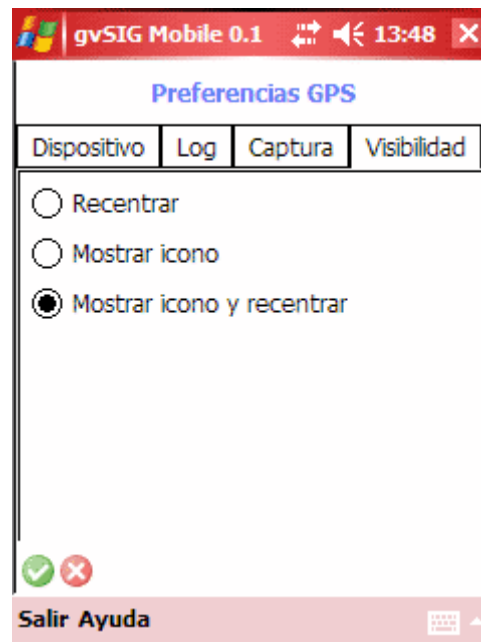 gvSIG Mobile 0.1 13:48
Preferencias GPS
Dispositivo Log Captura Visibilidad
Recentrar
Mostrar icono
Mostrar icono y recentrar
Salir Ayuda